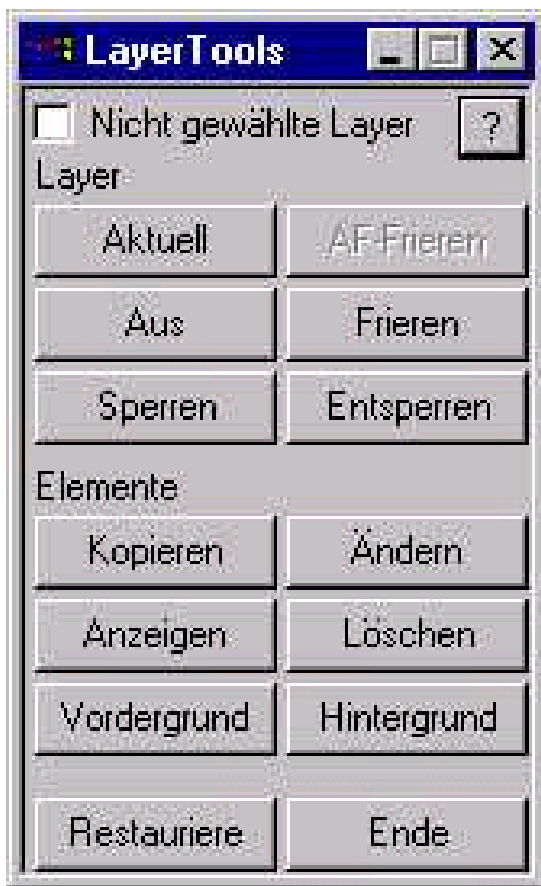 LayerTools
Nicht gewählte Layer ?
Layer
Aktuell AF-Frieren
Aus Frieren
Sperren Entsperren
Elemente
Kopieren Ändern
Anzeigen Löschen
Vordergrund Hintergrund
Restauriere Ende